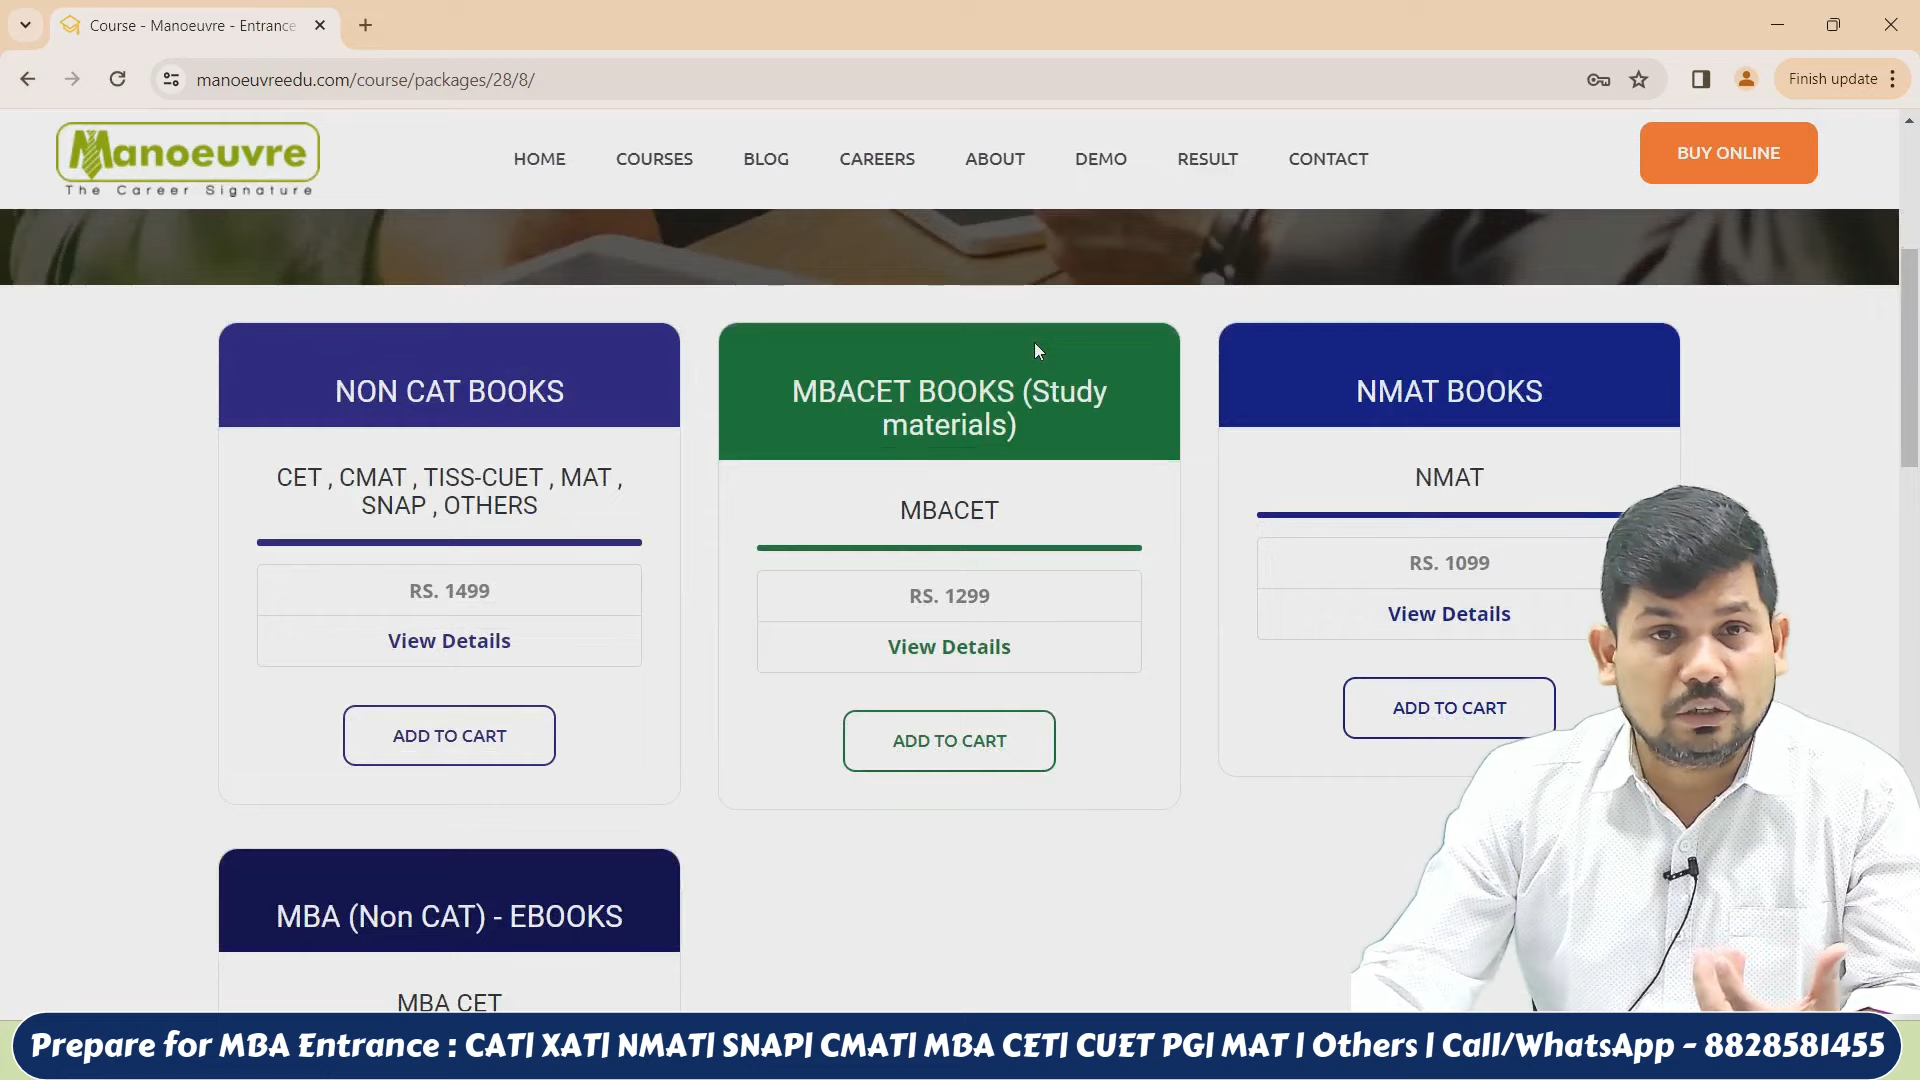 Course - Manoeuvre - Entrance
manoeuvreedu.com/course/packages/28/8/
Finish update
Manoeuvre
The Career Signature
HOME
COURSES
BLOG
CAREERS
ABOUT
DEMO
RESULT
CONTACT
BUY ONLINE
NON CAT BOOKS
CET , CMAT , TISS-CUET , MAT ,
SNAP , OTHERS
RS. 1499
View Details
ADD TO CART
MBACET BOOKS (Study
materials)
MBACET
RS. 1299
View Details
ADD TO CART
NMAT BOOKS
NMAT
RS. 1099
View Details
ADD TO CART
MBA (Non CAT) - EBOOKS
MBA CET
Prepare for MBA Entrance : CAT| XAT| NMAT| SNAP| CMAT| MBA CET| CUET PG| MAT | Others | Call/WhatsApp - 8828581455